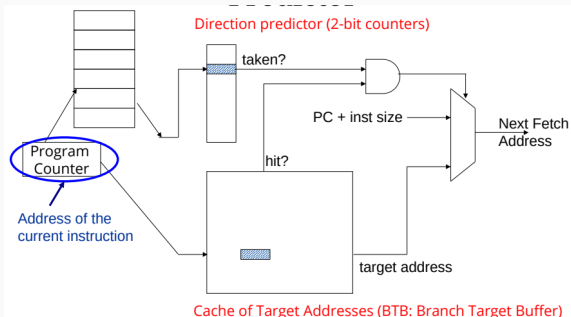 Direction predictor (2-bit counters)
taken?
PC + inst size
Next Fetch
Address
Program
Counter
hit?
Address of the
current instruction
target address
Cache of Target Addresses (BTB: Branch Target Buffer)